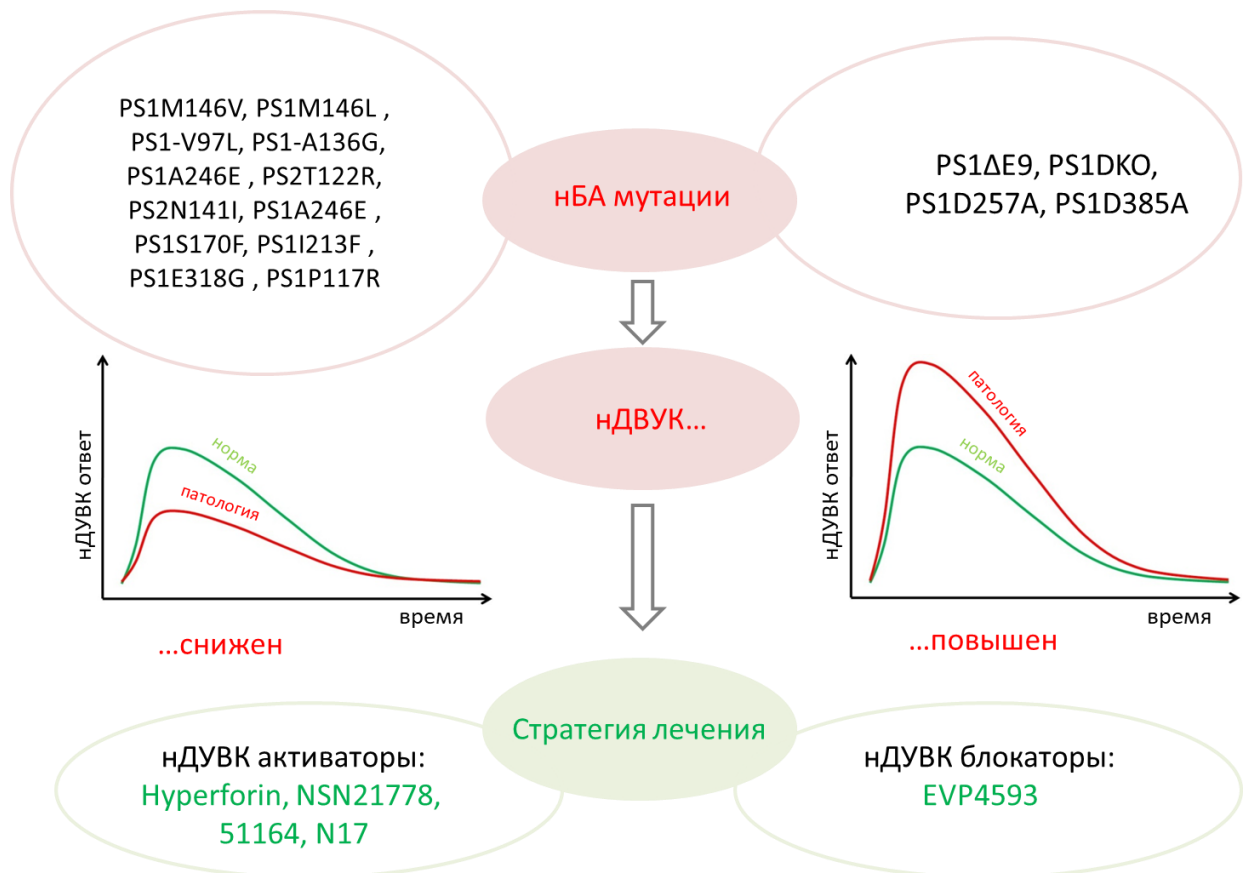 PS1M146V, PS1M146L ,
PS1-V97L, PS1-A136G,
PS1A246E , PS2T122R,
PS2N141I, PS1A246E ,
PS1S170F, PS1I213F ,
PS1E318G , PS1P117R
нБА мутации
PS1ΔE9, PS1DKO,
PS1D257A, PS1D385A
нДУВК ответ
норма
патология
время
...снижен
нДВУК...
нДУВК ответ
патология
норма
время
...повышен
Стратегия лечения
нДУВК активаторы:
Hyperforin, NSN21778,
51164, N17
нДУВК блокаторы:
EVP4593